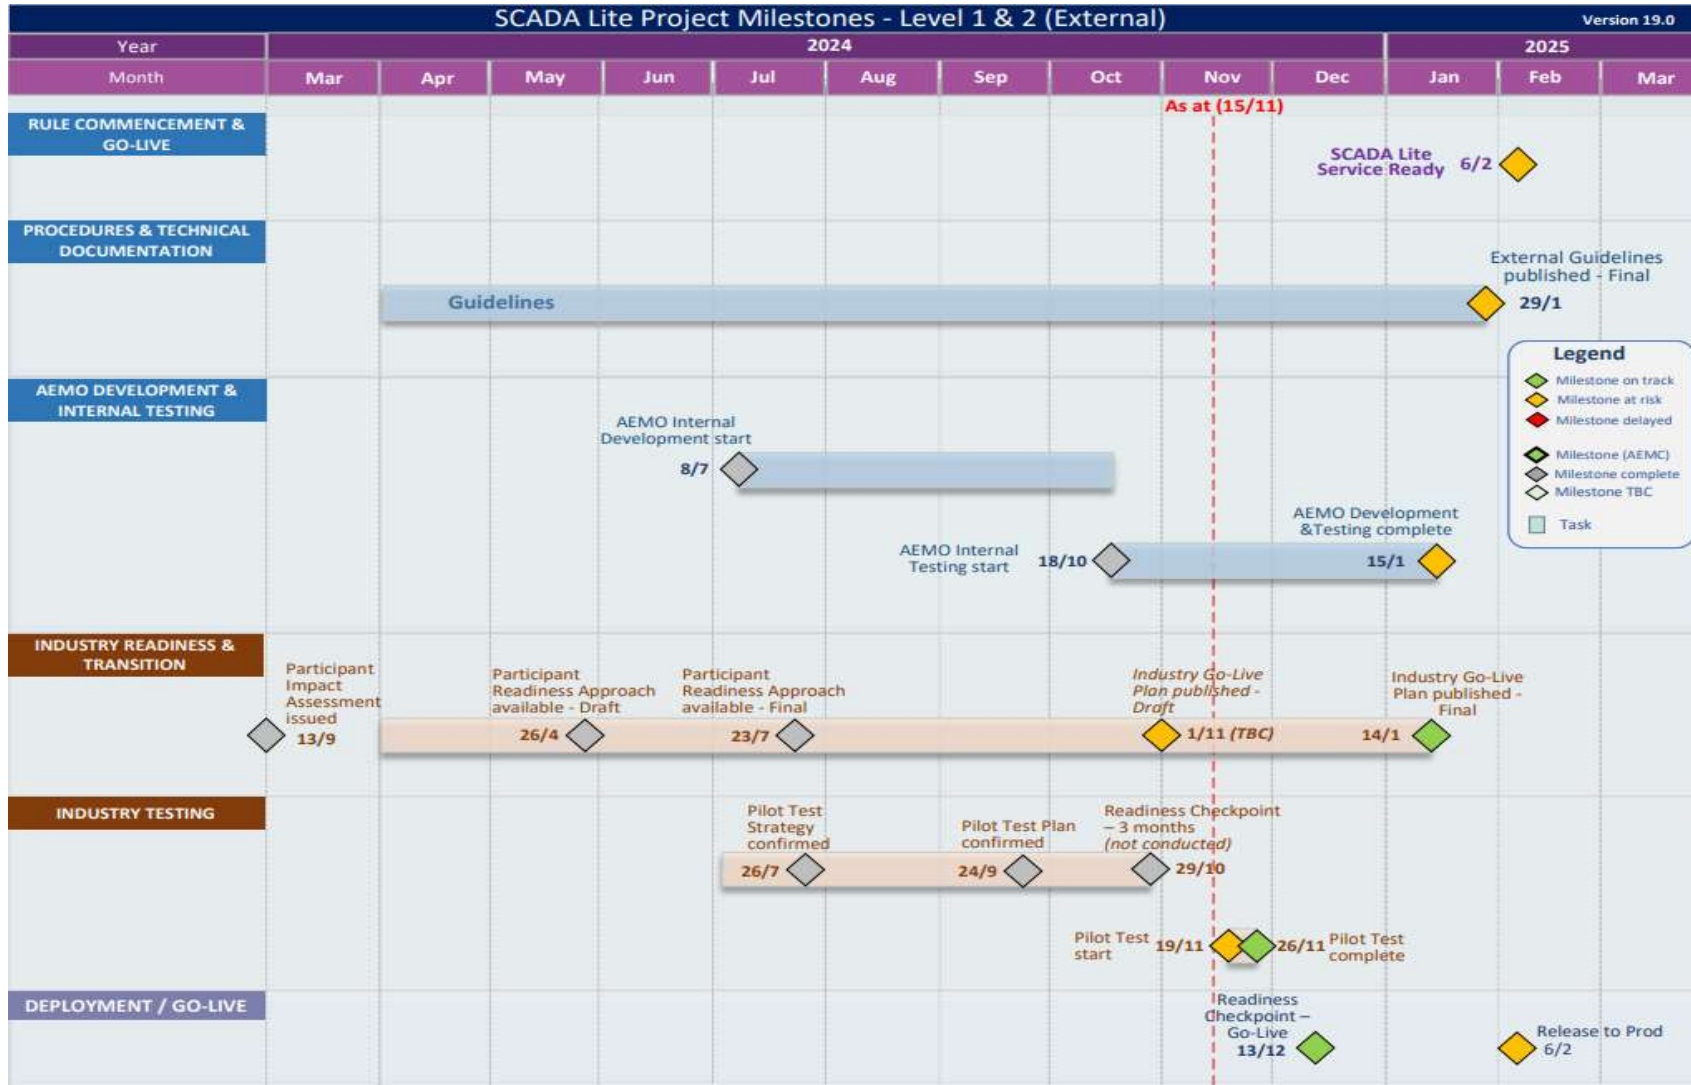 SCADA Lite Project Milestones - Level 1 & 2 (External)
Version 19.0
Year
2024
2025
Month
Mar
Apr
May
Jun
Jul
Aug
Sep
Oct
Nov
Dec
Jan
Feb
Mar
As at (15/11)
RULE COMMENCEMENT &
GO-LIVE
SCADA Lite
Service Ready
6/2
PROCEDURES & TECHNICAL
DOCUMENTATION
External Guidelines
published - Final
Guidelines
29/1
Legend
Milestone on track
Milestone at risk
Milestone delayed
Milestone (AEMC)
Milestone complete
Milestone TBC
Task
AEMO DEVELOPMENT &
INTERNAL TESTING
AEMO Internal
Development start
8/7
AEMO Internal
Testing start
18/10
AEMO Development
&Testing complete
15/1
INDUSTRY READINESS &
TRANSITION
Participant
Impact
Assessment
issued
13/9
Participant
Readiness Approach
available - Draft
26/4
Participant
Readiness Approach
available - Final
23/7
Industry Go-Live
Plan published -
Draft
1/11 (TBC)
Industry Go-Live
Plan published -
Final
14/1
INDUSTRY TESTING
Pilot Test
Strategy
confirmed
26/7
Pilot Test Plan
confirmed
24/9
Readiness Checkpoint
– 3 months
(not conducted)
29/10
Pilot Test
start
19/11
26/11
Pilot Test
complete
DEPLOYMENT / GO-LIVE
Readiness
Checkpoint –
Go-Live
13/12
Release to Prod
6/2